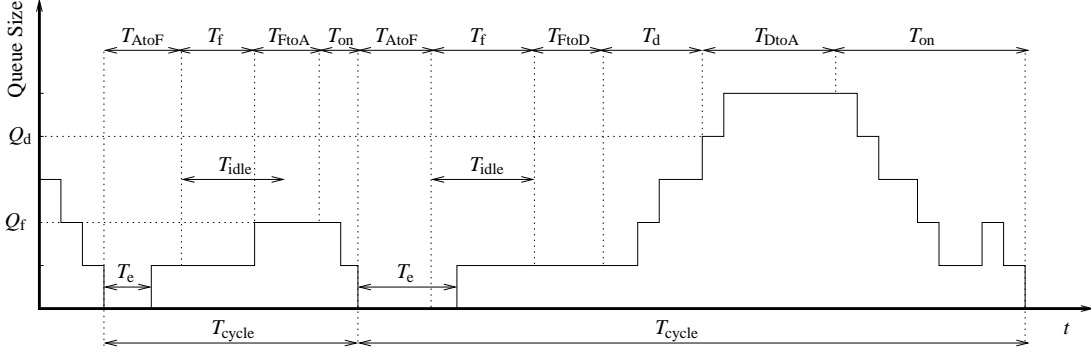 Queue Size
T_AtoF T_f T_FtoA T_on T_AtoF T_f T_FtoD T_d T_DtoA T_on
Q_d
T_idle T_idle
Q_f
T_e T_e
T_cycle T_cycle t